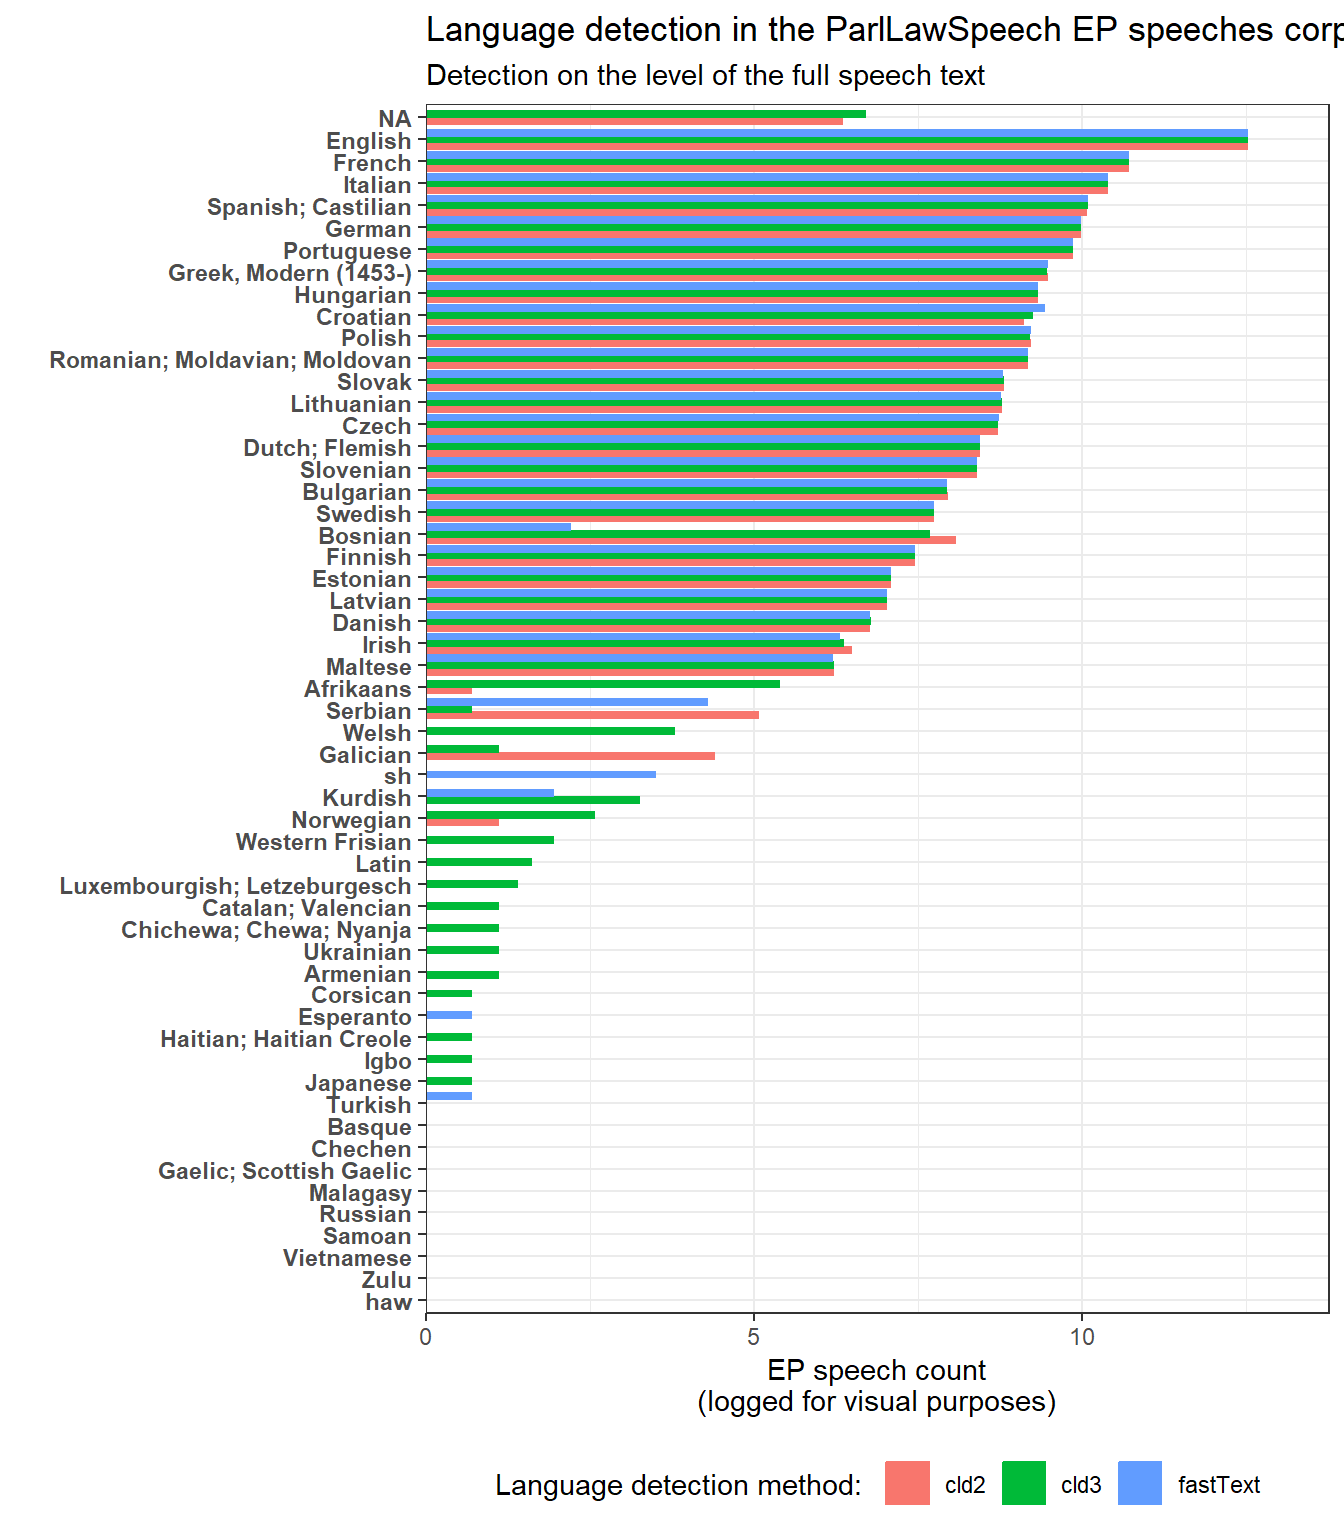 Language detection in the ParlLawSpeech EP speeches corp
Detection on the level of the full speech text
NA
English
French
Italian
Spanish; Castilian
German
Portuguese
Greek, Modern (1453-)
Hungarian
Croatian
Polish
Romanian; Moldavian; Moldovan
Slovak
Lithuanian
Czech
Dutch; Flemish
Slovenian
Bulgarian
Swedish
Bosnian
Finnish
Estonian
Latvian
Danish
Irish
Maltese
Afrikaans
Serbian
Welsh
Galician
sh
Kurdish
Norwegian
Western Frisian
Latin
Luxembourgish; Letzeburgesch
Catalan; Valencian
Chichewa; Chewa; Nyanja
Ukrainian
Armenian
Corsican
Esperanto
Haitian; Haitian Creole
Igbo
Japanese
Turkish
Basque
Chechen
Gaelic; Scottish Gaelic
Malagasy
Russian
Samoan
Vietnamese
Zulu
haw
0 5 10
EP speech count
(logged for visual purposes)
Language detection method: cld2 cld3 fastText